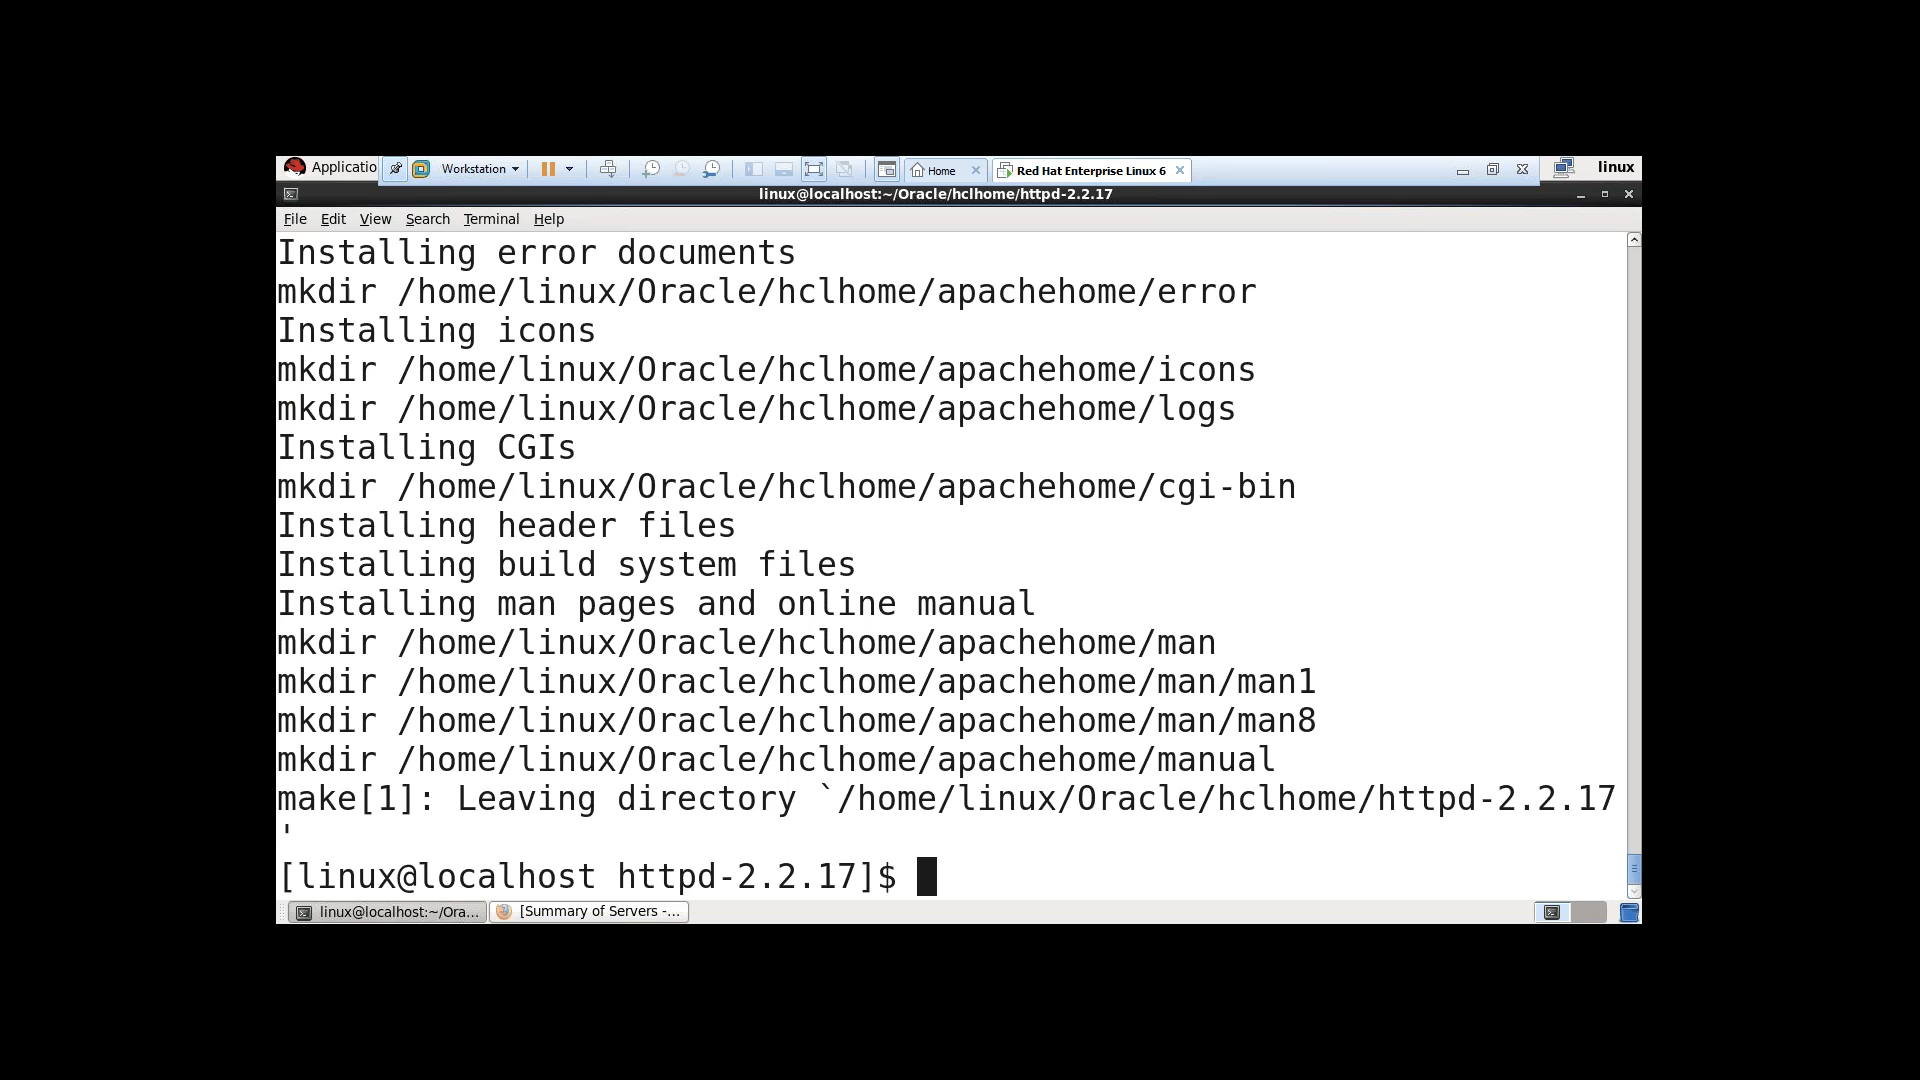 Applicatio Workstation Home Red Hat Enterprise Linux 6 linux
linux@localhost:~/Oracle/hclhome/httpd-2.2.17
File Edit View Search Terminal Help
Installing error documents
mkdir /home/linux/Oracle/hclhome/apachehome/error
Installing icons
mkdir /home/linux/Oracle/hclhome/apachehome/icons
mkdir /home/linux/Oracle/hclhome/apachehome/logs
Installing CGIs
mkdir /home/linux/Oracle/hclhome/apachehome/cgi-bin
Installing header files
Installing build system files
Installing man pages and online manual
mkdir /home/linux/Oracle/hclhome/apachehome/man
mkdir /home/linux/Oracle/hclhome/apachehome/man/man1
mkdir /home/linux/Oracle/hclhome/apachehome/man/man8
mkdir /home/linux/Oracle/hclhome/apachehome/manual
make[1]: Leaving directory `/home/linux/Oracle/hclhome/httpd-2.2.17
'
[linux@localhost httpd-2.2.17]$
linux@localhost:~/Ora... [Summary of Servers -...